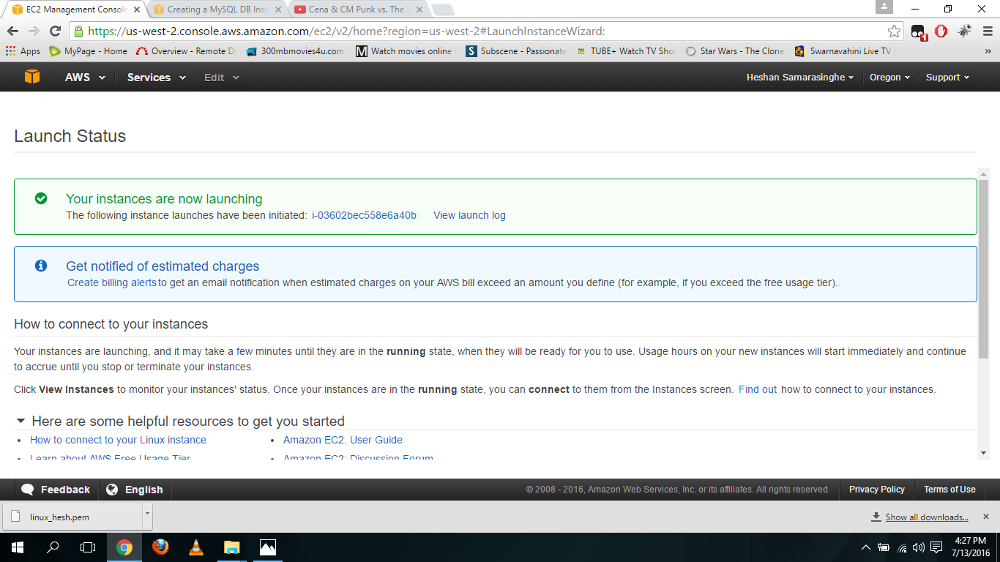 EC2 Management Console
Creating a MySQL DB Inst
Cena & CM Punk vs. The S
https://us-west-2.console.aws.amazon.com/ec2/v2/home?region=us-west-2#LaunchInstanceWizard:
1
Apps
MyPage - Home
Overview - Remote D
300mbmovies4u.com
Watch movies online
Subscene - Passionate
TUBE+ Watch TV Sho
Star Wars - The Clone
Swarnavahini Live TV
»
AWS
Services
Edit
Heshan Samarasinghe
Oregon
Support
Launch Status
Your instances are now launching
The following instance launches have been initiated: i-03602bec558e6a40b View launch log
Get notified of estimated charges
Create billing alerts to get an email notification when estimated charges on your AWS bill exceed an amount you define (for example, if you exceed the free usage tier).
How to connect to your instances
Your instances are launching, and it may take a few minutes until they are in the running state, when they will be ready for you to use. Usage hours on your new instances will start immediately and continue
to accrue until you stop or terminate your instances.
Click View Instances to monitor your instances' status. Once your instances are in the running state, you can connect to them from the Instances screen. Find out how to connect to your instances.
Here are some helpful resources to get you started
• How to connect to your Linux instance
• Amazon EC2: User Guide
• Learn about AWS Free Usage Tier
• Amazon EC2: Discussion Forum
Feedback
English
© 2008 - 2016, Amazon Web Services, Inc. or its affiliates. All rights reserved.
Privacy Policy
Terms of Use
linux_hesh.pem
Show all downloads...
4:27 PM
7/13/2016